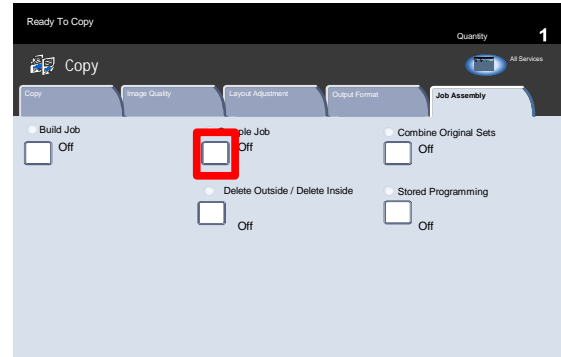 Ready To Copy
Quantity 1
Copy
All Services
Copy
Image Quality
Layout Adjustment
Output Format
Job Assembly
Build Job
Off
Job
Off
Combine Original Sets
Off
Delete Outside / Delete Inside
Off
Stored Programming
Off